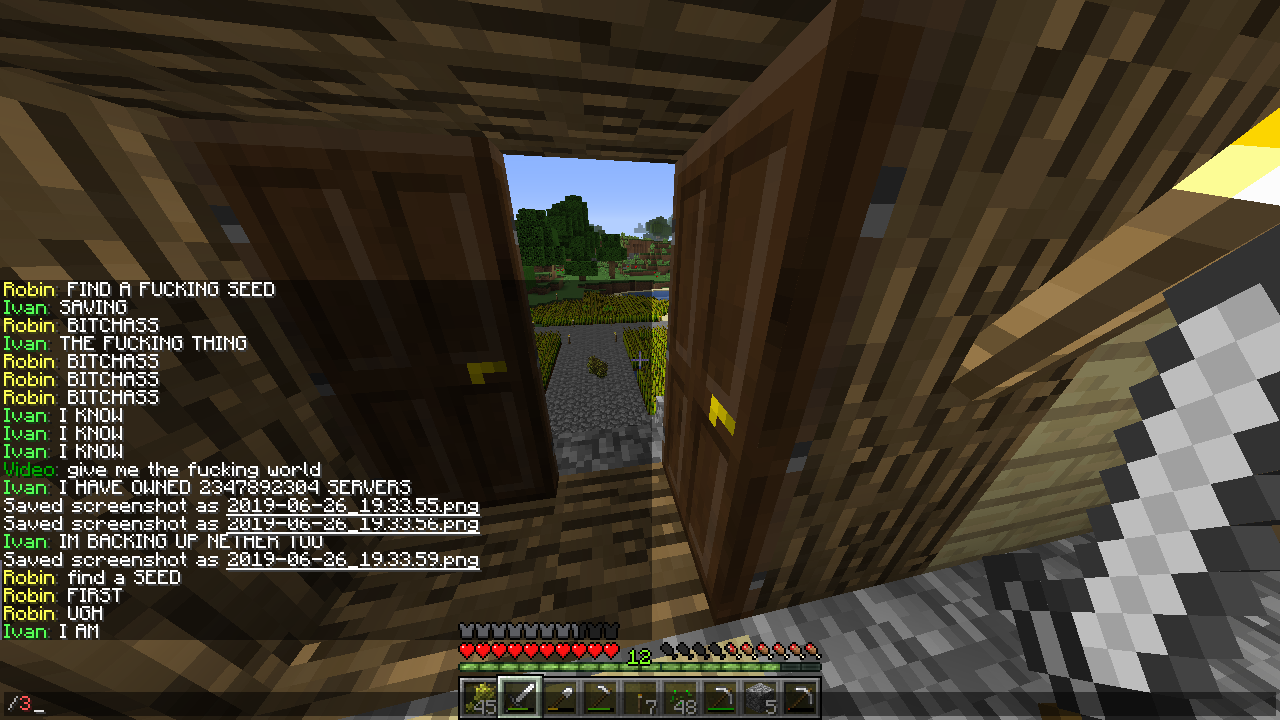 Robin: FIND A FUCKING SEED
Ivan: SAVING
Robin: BITCHASS
Ivan: THE FUCKING THING
Robin: BITCHASS
Robin: BITCHASS
Robin: BITCHASS
Ivan: I KNOW
Ivan: I KNOW
Ivan: I KNOW
Video: give me the fucking world
Ivan: I HAVE OWNED 2347892304 SERVERS
Saved screenshot as 2019-06-26_19.33.55.png
Saved screenshot as 2019-06-26_19.33.56.png
Ivan: IM BACKING UP NETHER TOO
Saved screenshot as 2019-06-26_19.33.59.png
Robin: find a SEED
Robin: FIRST
Robin: UGH
Ivan: I AM
12
45 7 48 5
/3_